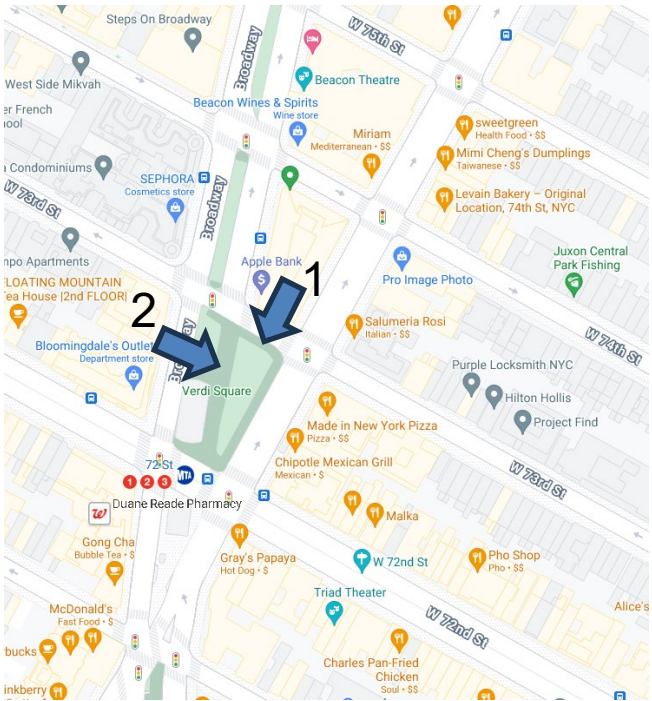 Steps On Broadway
W 75th St
Broadway
Beacon Theatre
West Side Mikvah
Beacon Wines & Spirits
Wine store
er French
ool
Miriam
Mediterranean • $$
sweetgreen
Health Food • $$
Mimi Cheng's Dumplings
Taiwanese • $$
a Condominiums
SEPHORA
Cosmetics store
Levain Bakery – Original
Location, 74th St, NYC
W 73rd St
Broadway
mpo Apartments
Apple Bank
1
Pro Image Photo
Juxon Central
Park Fishing
LOATING MOUNTAIN
ea House |2nd FLOOR|
2
Salumeria Rosi
Italian • $$
W 74th St
Bloomingdale's Outlet
Department store
Purple Locksmith NYC
Verdi Square
Hilton Hollis
Made in New York Pizza
Pizza • $$
Project Find
72 St
MTA
1 2 3
Chipotle Mexican Grill
Mexican • $
W 73rd St
Duane Reade Pharmacy
Malka
Gong Cha
Bubble Tea • $
Gray's Papaya
Hot Dog • $
W 72nd St
Pho Shop
Pho • $$
Triad Theater
McDonald's
Fast Food • $
W 72nd St
Alice's
bucks
Charles Pan-Fried
Chicken
Soul • $$
inkberry